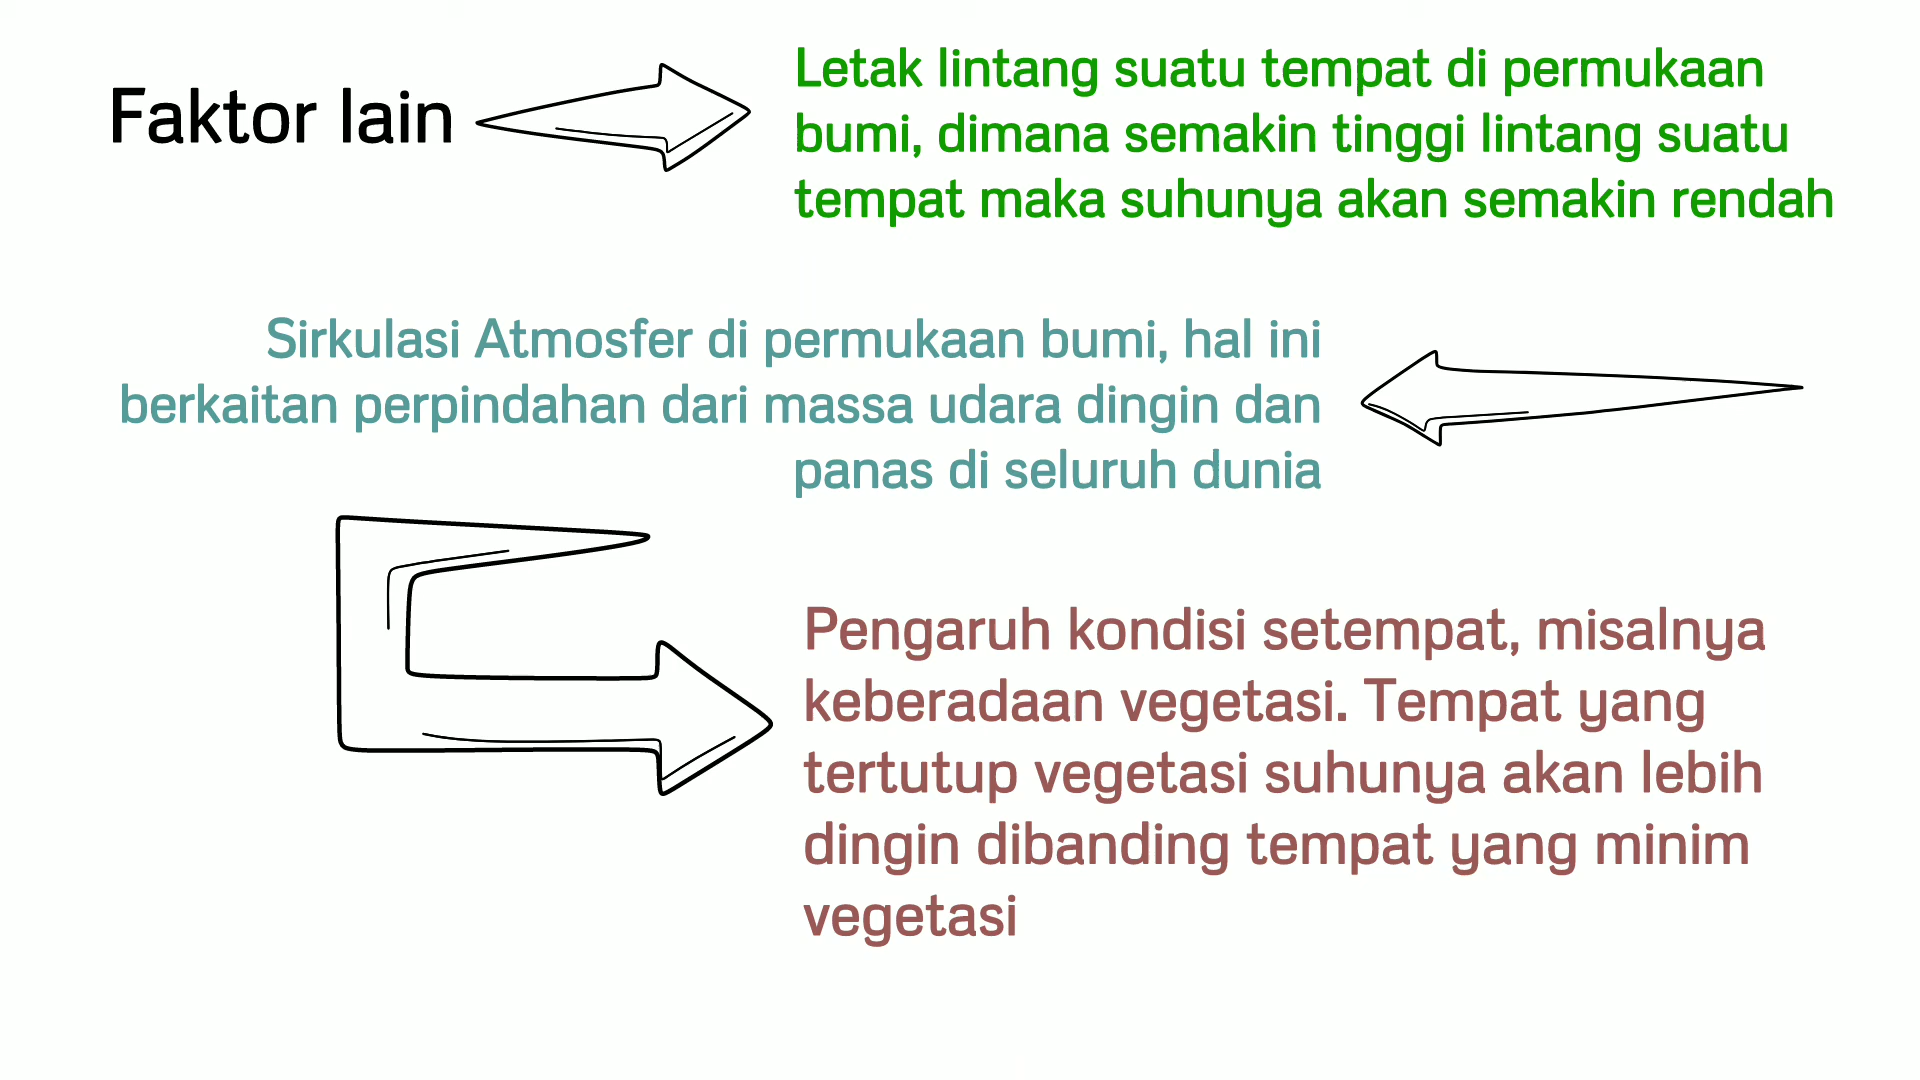 Faktor lain
Letak lintang suatu tempat di permukaan
bumi, dimana semakin tinggi lintang suatu
tempat maka suhunya akan semakin rendah
Sirkulasi Atmosfer di permukaan bumi, hal ini
berkaitan perpindahan dari massa udara dingin dan
panas di seluruh dunia
Pengaruh kondisi setempat, misalnya
keberadaan vegetasi. Tempat yang
tertutup vegetasi suhunya akan lebih
dingin dibanding tempat yang minim
vegetasi